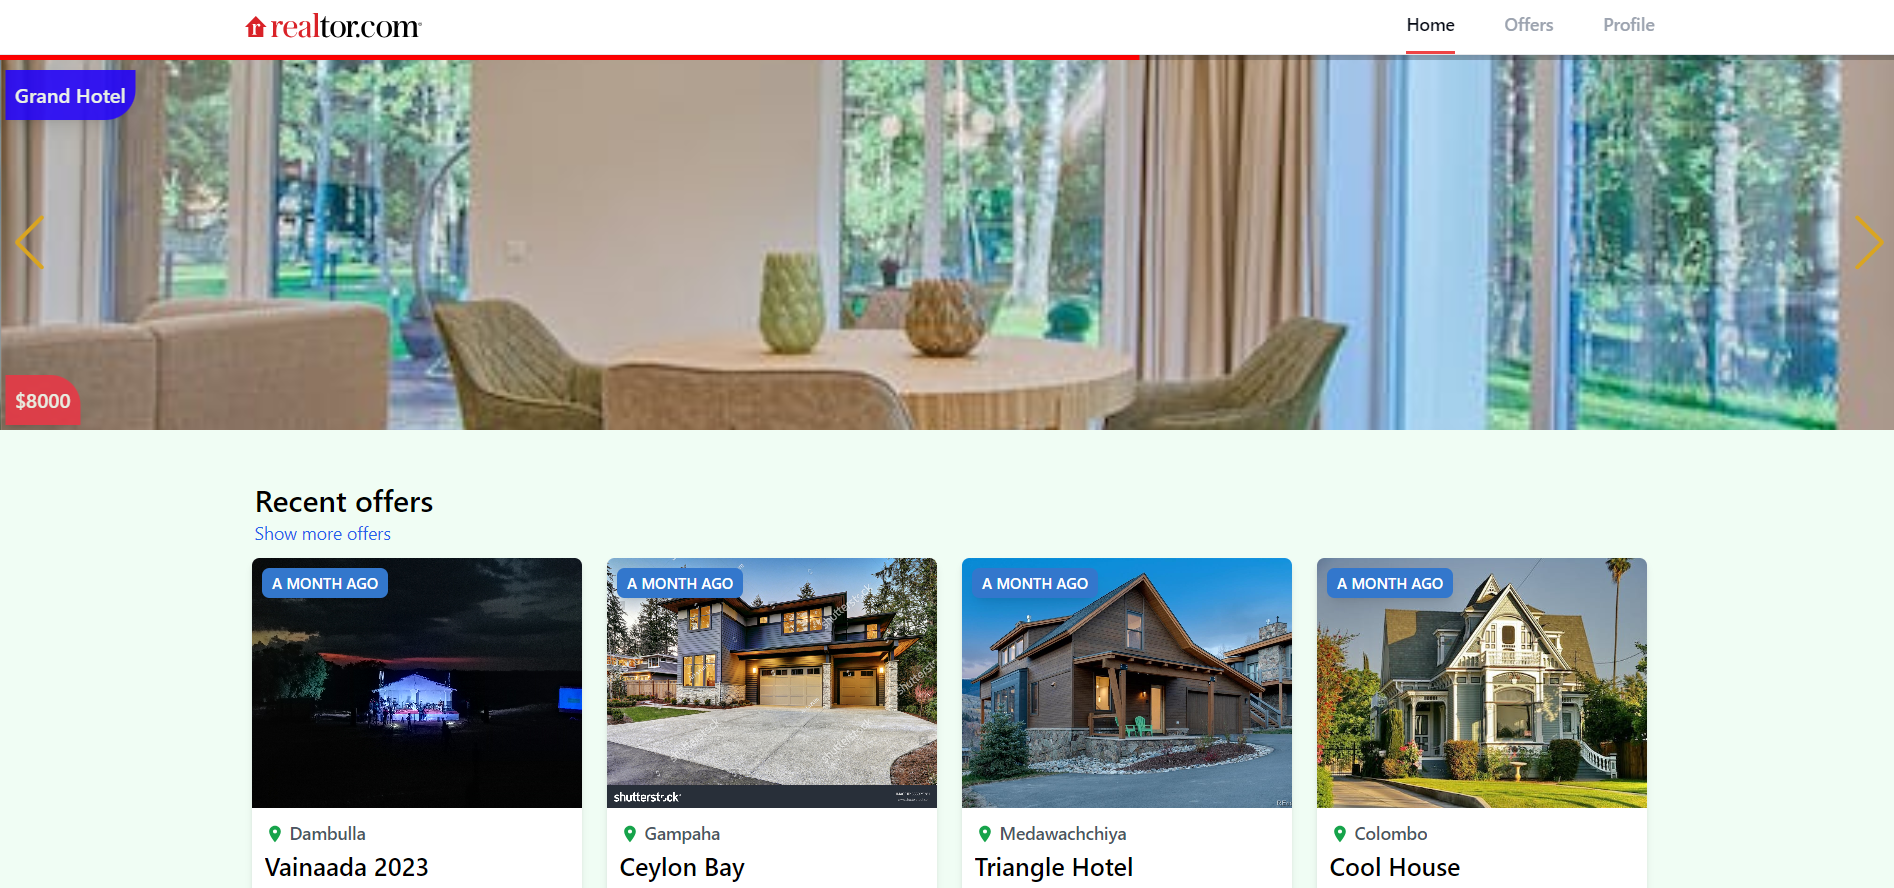 realtor.com
Home
Offers
Profile
Grand Hotel
$8000
Recent offers
Show more offers
A MONTH AGO
A MONTH AGO
A MONTH AGO
A MONTH AGO
shutterstock
Dambulla
Gampaha
Medawachchiya
Colombo
Vainaada 2023
Ceylon Bay
Triangle Hotel
Cool House